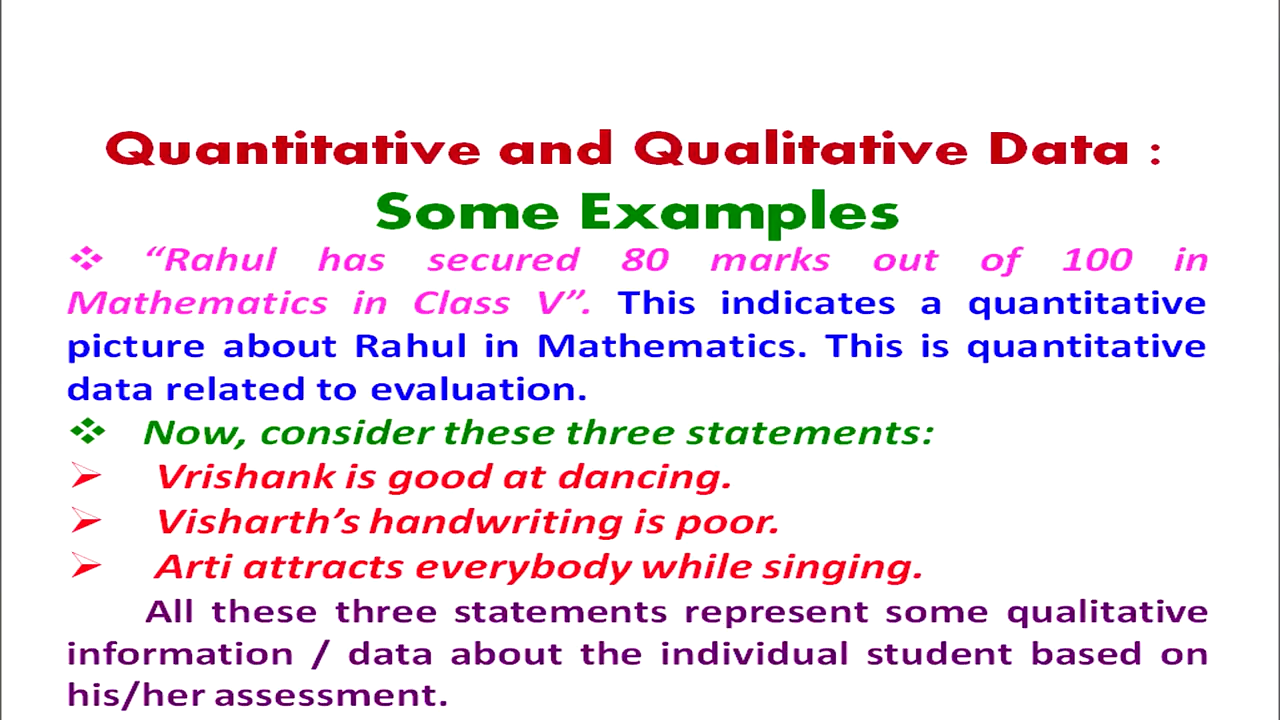 Quantitative and Qualitative Data :
Some Examples
❖ “Rahul has secured 80 marks out of 100 in
Mathematics in Class V”. This indicates a quantitative
picture about Rahul in Mathematics. This is quantitative
data related to evaluation.
❖ Now, consider these three statements:
➢ Vrishank is good at dancing.
➢ Visharth’s handwriting is poor.
➢ Arti attracts everybody while singing.
All these three statements represent some qualitative
information / data about the individual student based on
his/her assessment.